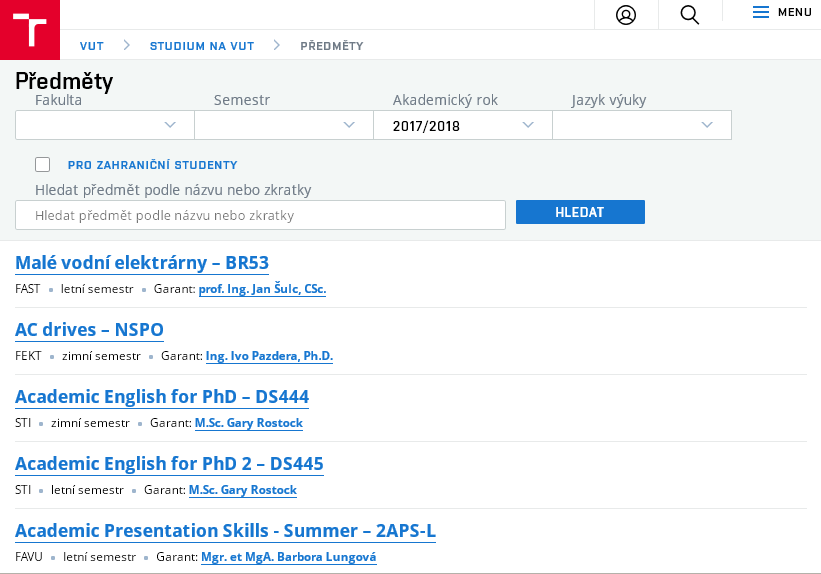 MENU
VUT STUDIUM NA VUT PŘEDMĚTY
Předměty
Fakulta Semestr Akademický rok Jazyk výuky
2017/2018
PRO ZAHRANIČNÍ STUDENTY
Hledat předmět podle názvu nebo zkratky
Hledat předmět podle názvu nebo zkratky HLEDAT
Malé vodní elektrárny – BR53
FAST letní semestr Garant: prof. Ing. Jan Šulc, CSc.
AC drives – NSPO
FEKT zimní semestr Garant: Ing. Ivo Pazdera, Ph.D.
Academic English for PhD – DS444
STI zimní semestr Garant: M.Sc. Gary Rostock
Academic English for PhD 2 – DS445
STI letní semestr Garant: M.Sc. Gary Rostock
Academic Presentation Skills - Summer – 2APS-L
FAVU letní semestr Garant: Mgr. et MgA. Barbora Lungová